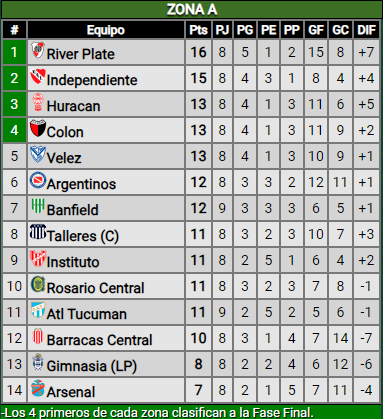 ZONA A
# Equipo Pts PJ PG PE PP GF GC DIF
1 River Plate 16 8 5 1 2 15 8 +7
2 Independiente 15 8 4 3 1 8 4 +4
3 Huracan 13 8 4 1 3 11 6 +5
4 Colon 13 8 4 1 3 11 9 +2
5 Velez 13 8 4 1 3 10 9 +1
6 Argentinos 12 8 3 3 2 12 11 +1
7 Banfield 12 9 3 3 3 6 5 +1
8 Talleres (C) 11 8 3 2 3 10 7 +3
9 Instituto 11 8 2 5 1 6 4 +2
10 Rosario Central 11 8 3 2 3 7 8 -1
11 Atl Tucuman 11 9 2 5 2 5 6 -1
12 Barracas Central 10 8 3 1 4 7 14 -7
13 Gimnasia (LP) 8 8 2 2 4 6 12 -6
14 Arsenal 7 8 2 1 5 7 11 -4
-Los 4 primeros de cada zona clasifican a la Fase Final.